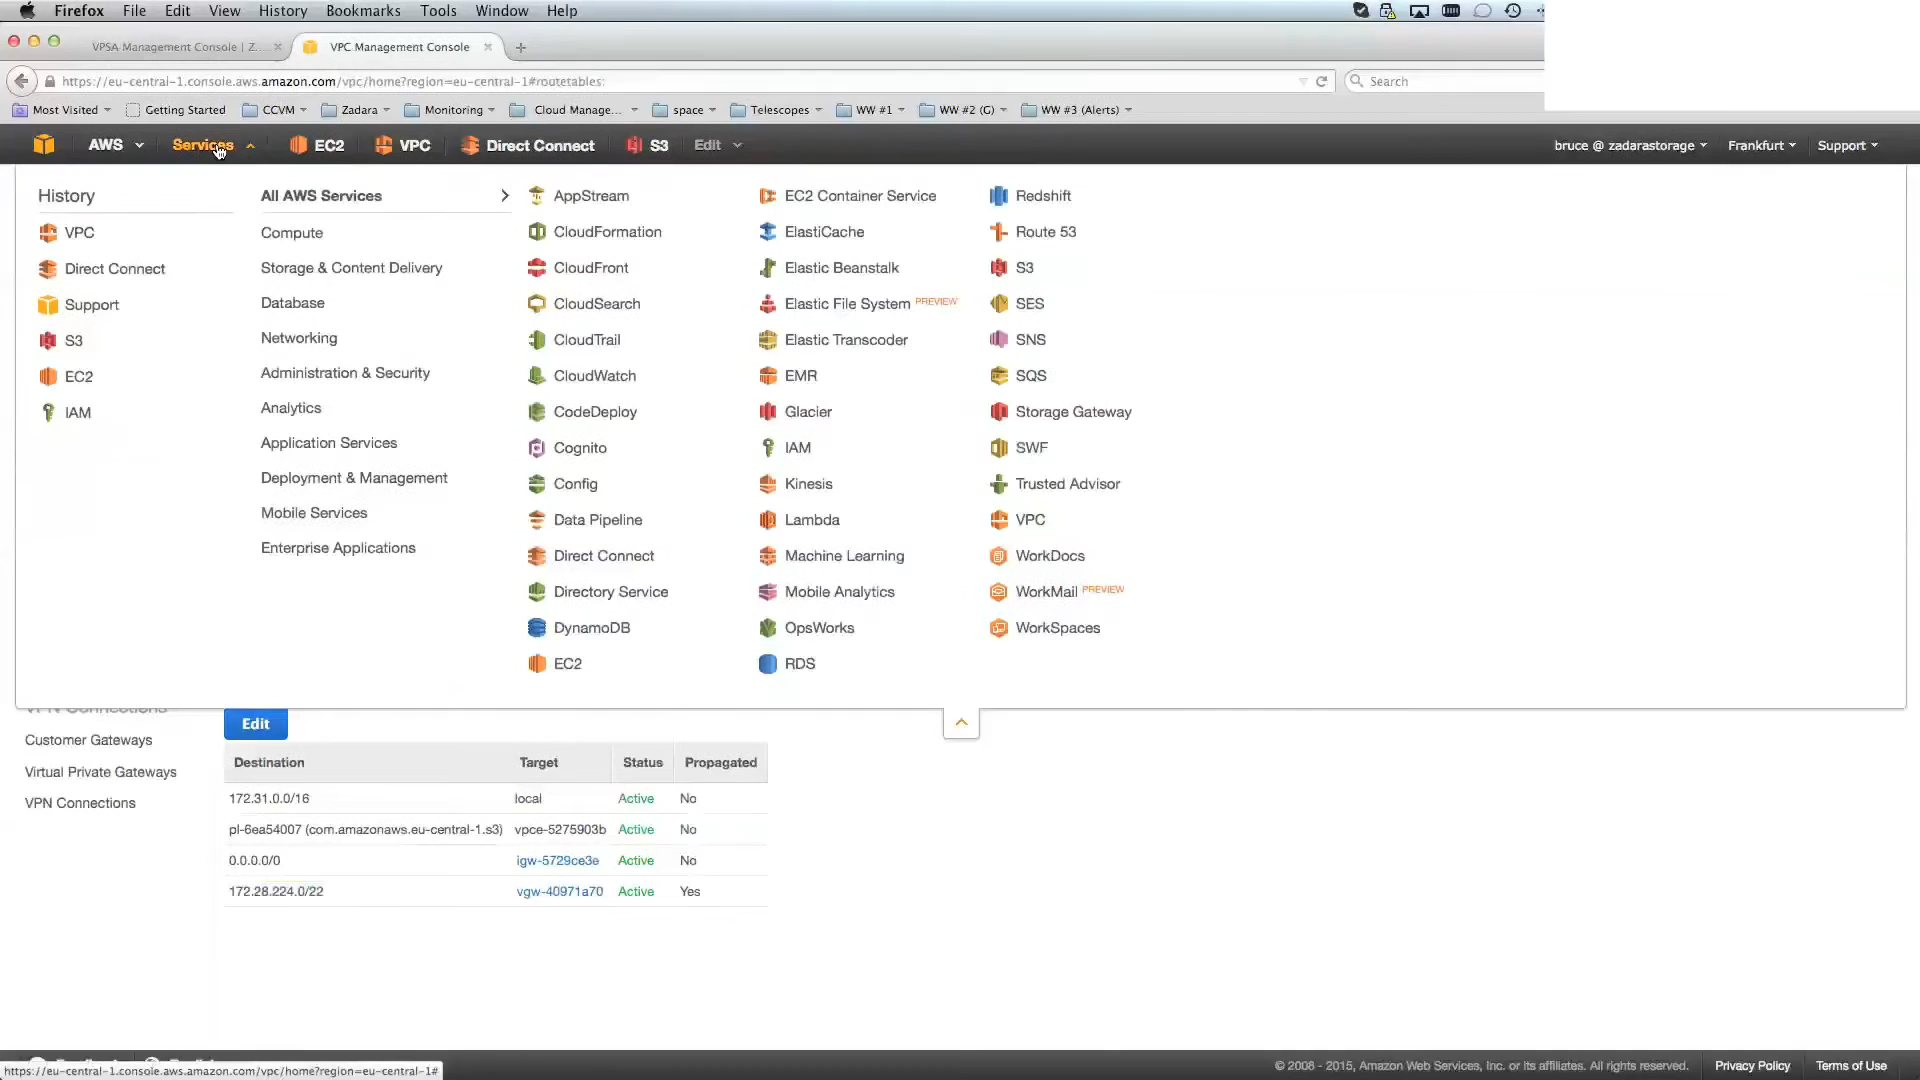 Firefox File Edit View History Bookmarks Tools Window Help
VPSA Management Console | Z...
VPC Management Console
https://eu-central-1.console.aws.amazon.com/vpc/home?region=eu-central-1#routetables:
Search
Most Visited Getting Started CCVM Zadara Monitoring Cloud Manage... space Telescopes WW #1 WW #2 (G) WW #3 (Alerts)
AWS Services EC2 VPC Direct Connect S3 Edit bruce @ zadarastorage Frankfurt Support
History
VPC
Direct Connect
Support
S3
EC2
IAM
All AWS Services
Compute
Storage & Content Delivery
Database
Networking
Administration & Security
Analytics
Application Services
Deployment & Management
Mobile Services
Enterprise Applications
AppStream
CloudFormation
CloudFront
CloudSearch
CloudTrail
CloudWatch
CodeDeploy
Cognito
Config
Data Pipeline
Direct Connect
Directory Service
DynamoDB
EC2
EC2 Container Service
ElastiCache
Elastic Beanstalk
Elastic File System PREVIEW
Elastic Transcoder
EMR
Glacier
IAM
Kinesis
Lambda
Machine Learning
Mobile Analytics
OpsWorks
RDS
Redshift
Route 53
S3
SES
SNS
SQS
Storage Gateway
SWF
Trusted Advisor
VPC
WorkDocs
WorkMail PREVIEW
WorkSpaces
VPN Connections
Customer Gateways
Virtual Private Gateways
VPN Connections
Edit
Destination Target Status Propagated
172.31.0.0/16 local Active No
pl-6ea54007 (com.amazonaws.eu-central-1.s3) vpce-5275903b Active No
0.0.0.0/0 igw-5729ce3e Active No
172.28.224.0/22 vgw-40971a70 Active Yes
https://eu-central-1.console.aws.amazon.com/vpc/home?region=eu-central-1#
© 2008 - 2015, Amazon Web Services, Inc. or its affiliates. All rights reserved. Privacy Policy Terms of Use